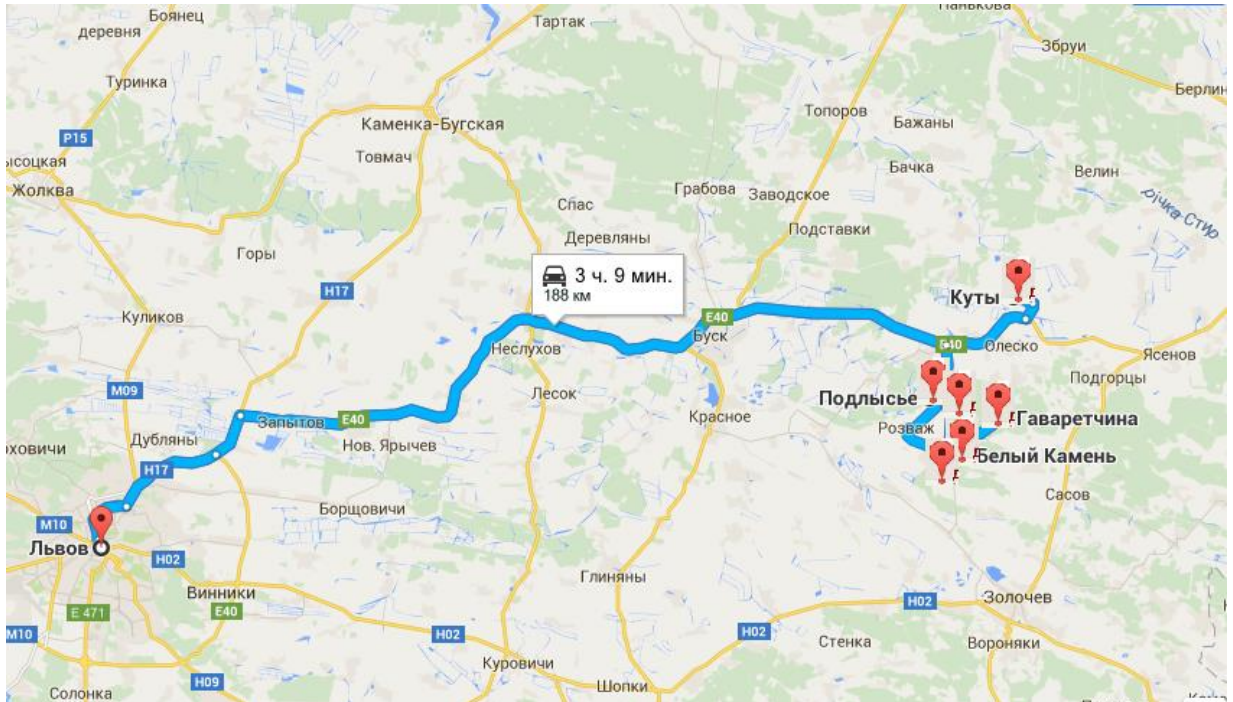 Боянец
деревня
Тартак
Панькова
Збруи
Туринка
Берлин
Топоров
Бажаны
Каменка-Бугская
P15
Товмач
ысоцкая
Жолква
Бачка
Велин
Грабова
Заводское
річка Стир
Спас
Подставки
Деревляны
Горы
3 ч. 9 мин.
188 км
H17
Куты
Куликов
E40
Буск
E40
Олеско
Неслухов
Ясенов
M09
Лесок
Подгорцы
Подлысье
Красное
Гаваретчина
Запытов
E40
Розваж
Дубляны
Нов. Ярычев
оховичи
H17
Белый Камень
Сасов
Борщовичи
M10
Львов
H02
Глиняны
Винники
Золочев
H02
E 471
E40
M10
H02
H02
Стенка
Вороняки
Куровичи
H09
Шопки
Солонка